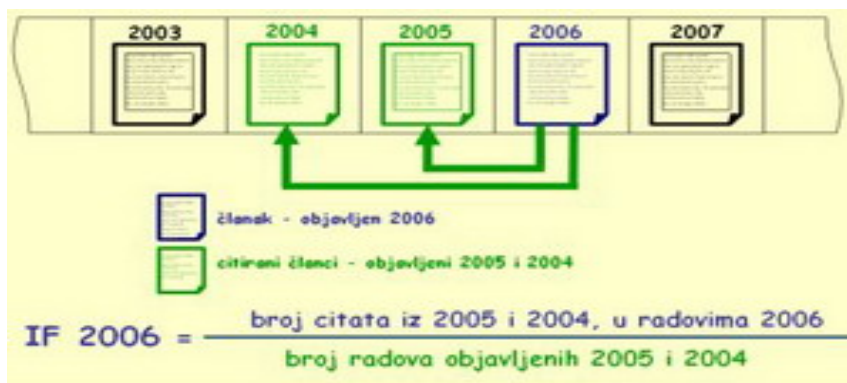 2003 2004 2005 2006 2007
članak - objavljen 2006
citirani članci - objavljeni 2005 i 2004
IF 2006 = broj citata iz 2005 i 2004, u radovima 2006
broj radova objavljenih 2005 i 2004